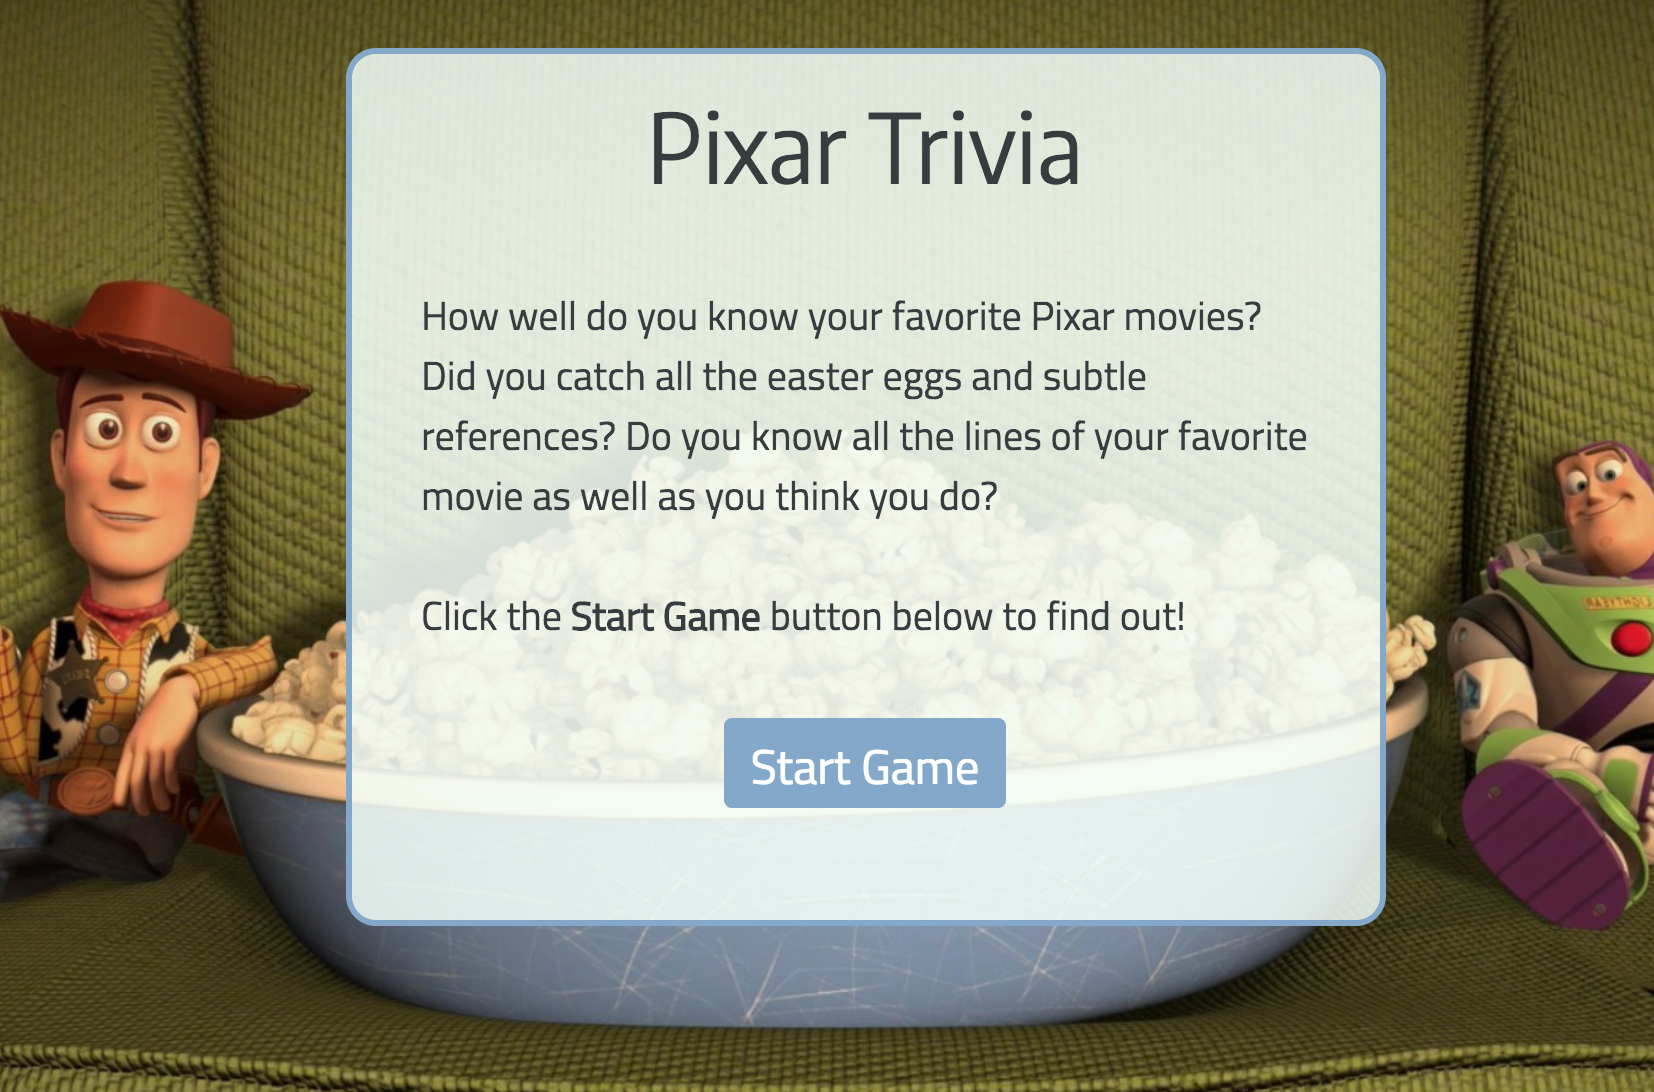 Pixar Trivia
How well do you know your favorite Pixar movies?
Did you catch all the easter eggs and subtle
references? Do you know all the lines of your favorite
movie as well as you think you do?
Click the Start Game button below to find out!
Start Game